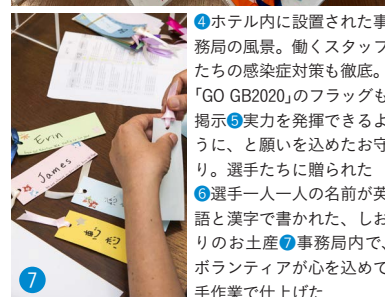 ❹ホテル内に設置された事
務局の風景。働くスタッフ
たちの感染症対策も徹底。
「GO GB2020」のフラッグも
掲示❺実力を発揮できるよ
うに、と願いを込めたお守
り。選手たちに贈られた
❻選手一人一人の名前が英
語と漢字で書かれた、しお
りのお土産❼事務局内で、
ボランティアが心を込めて
手作業で仕上げた
Erin
James
7